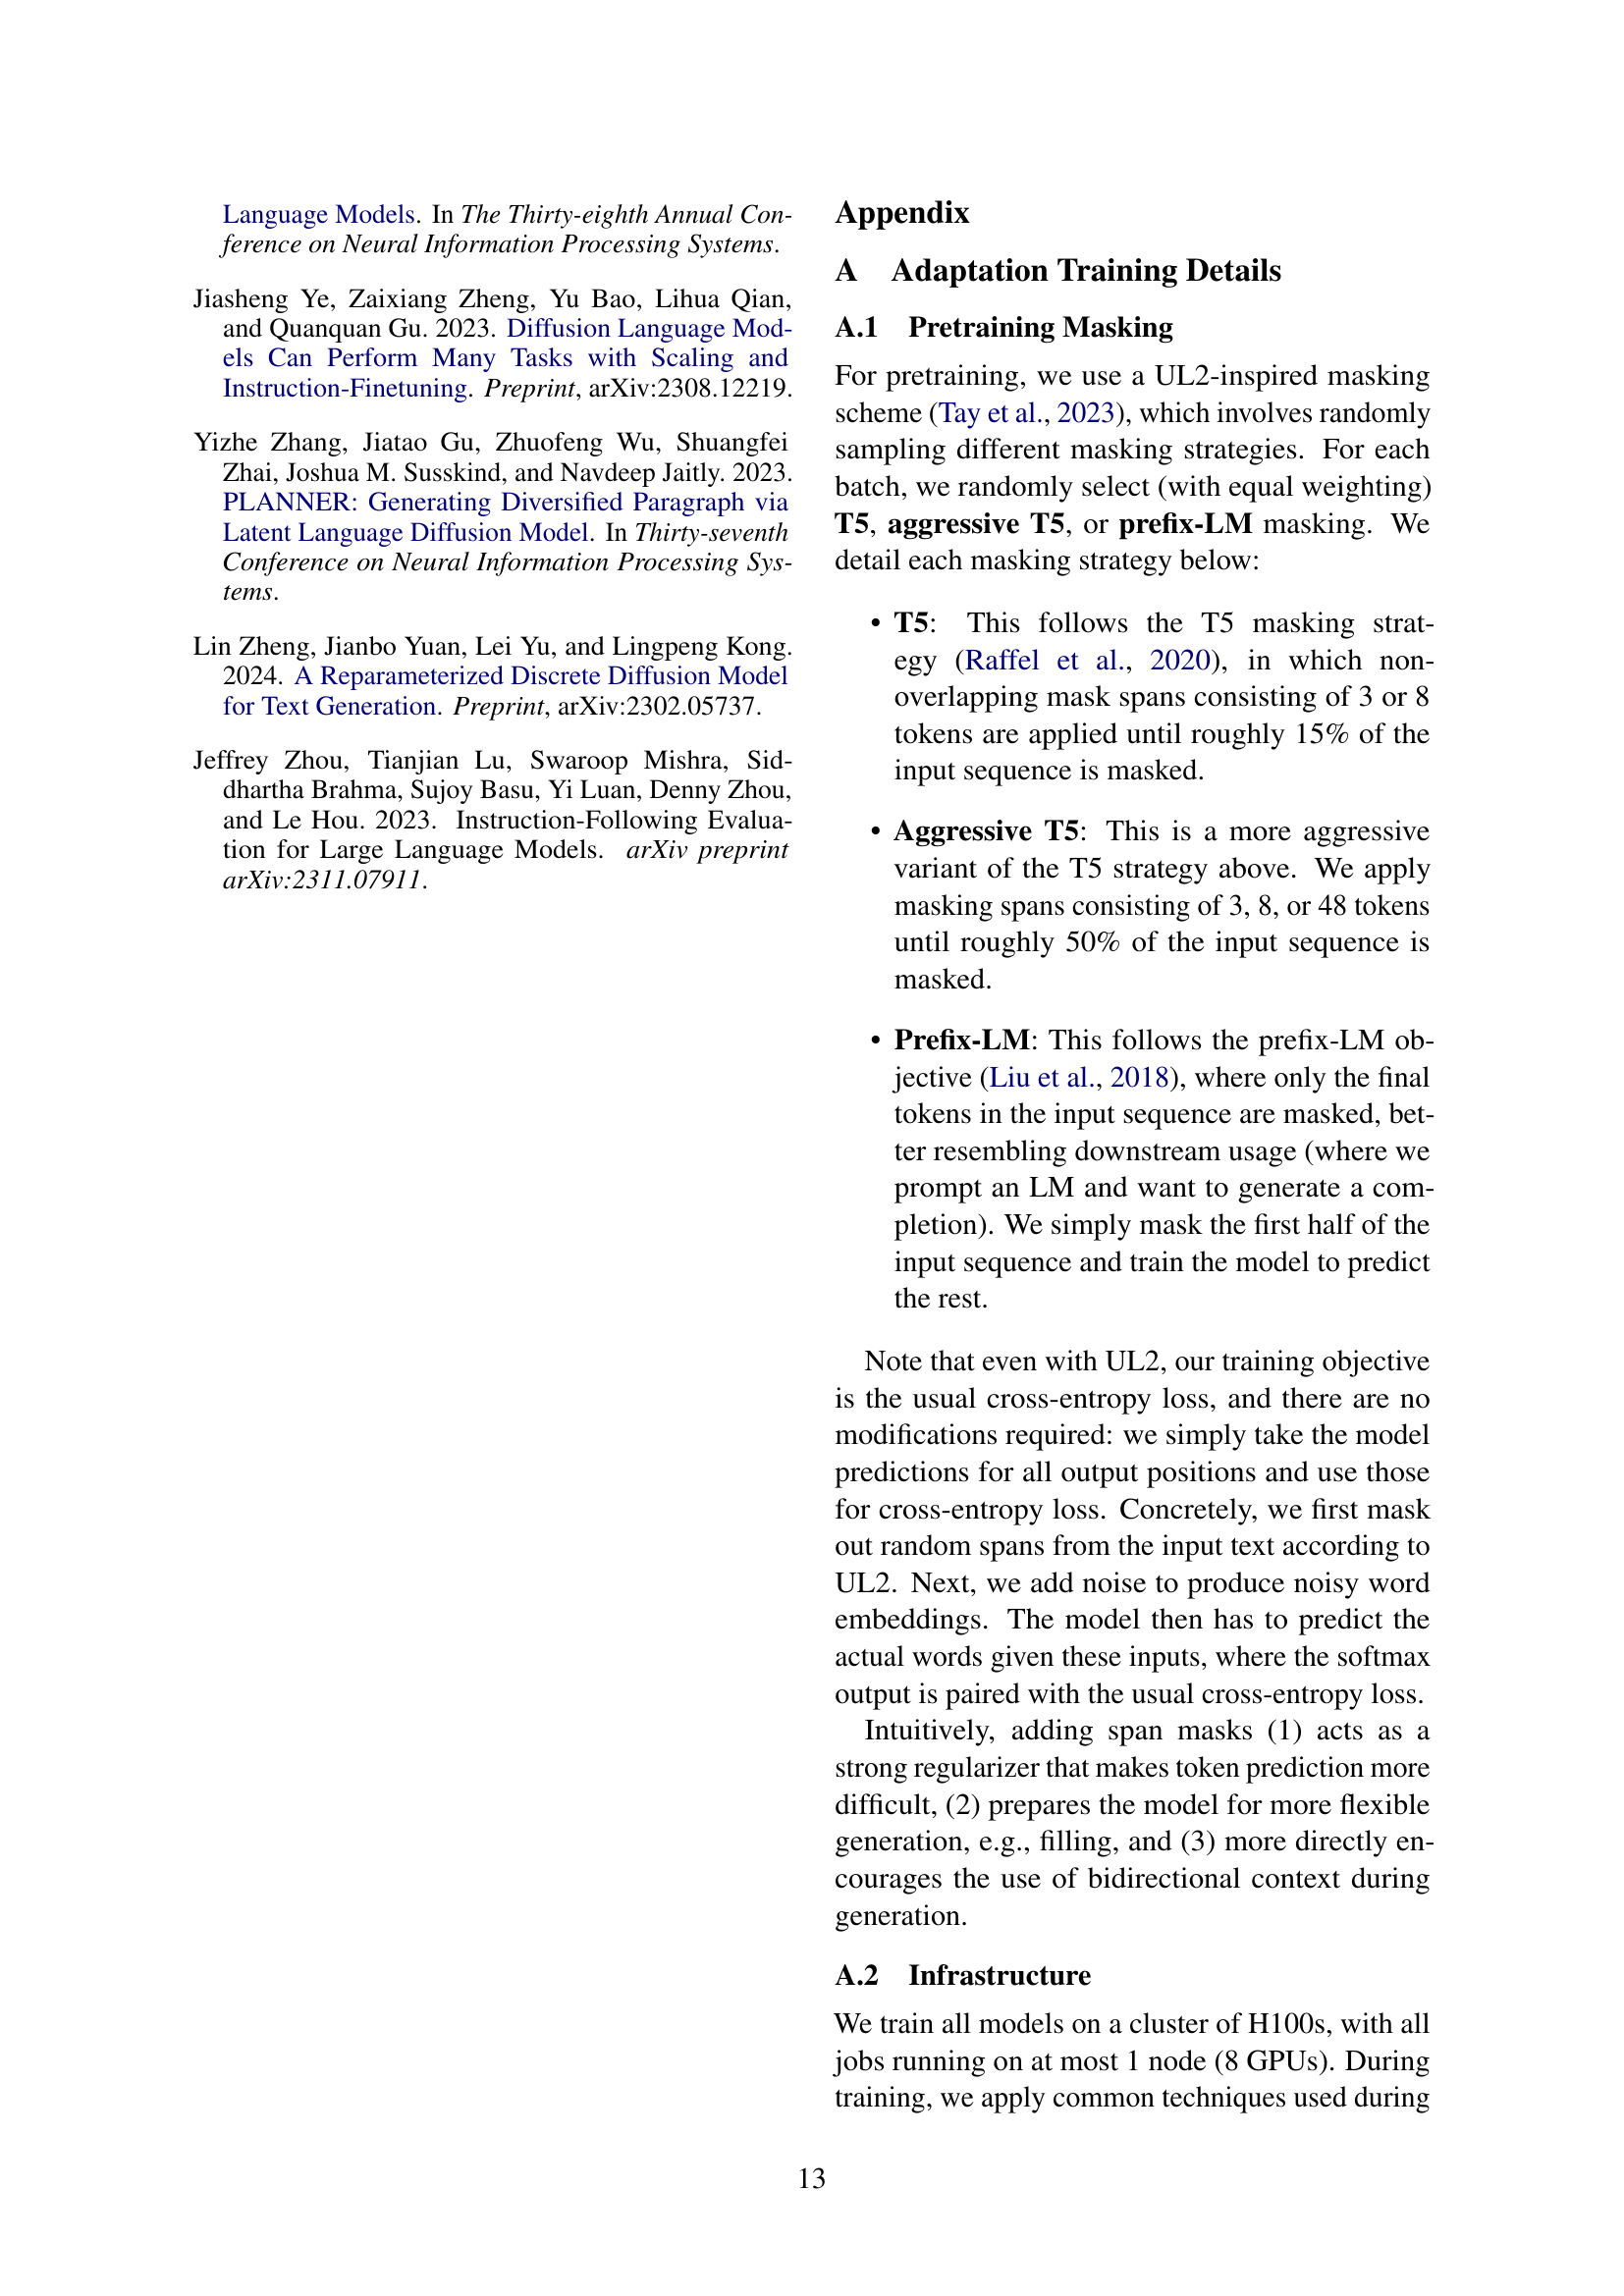 Language Models. In The Thirty-eighth Annual Con-
ference on Neural Information Processing Systems.
Jiasheng Ye, Zaixiang Zheng, Yu Bao, Lihua Qian,
and Quanquan Gu. 2023. Diffusion Language Mod-
els Can Perform Many Tasks with Scaling and
Instruction-Finetuning. Preprint, arXiv:2308.12219.
Yizhe Zhang, Jiatao Gu, Zhuofeng Wu, Shuangfei
Zhai, Joshua M. Susskind, and Navdeep Jaitly. 2023.
PLANNER: Generating Diversified Paragraph via
Latent Language Diffusion Model. In Thirty-seventh
Conference on Neural Information Processing Sys-
tems.
Lin Zheng, Jianbo Yuan, Lei Yu, and Lingpeng Kong.
2024. A Reparameterized Discrete Diffusion Model
for Text Generation. Preprint, arXiv:2302.05737.
Jeffrey Zhou, Tianjian Lu, Swaroop Mishra, Sid-
dhartha Brahma, Sujoy Basu, Yi Luan, Denny Zhou,
and Le Hou. 2023. Instruction-Following Evalua-
tion for Large Language Models. arXiv preprint
arXiv:2311.07911.
Appendix
A Adaptation Training Details
A.1 Pretraining Masking
For pretraining, we use a UL2-inspired masking
scheme (Tay et al., 2023), which involves randomly
sampling different masking strategies. For each
batch, we randomly select (with equal weighting)
T5, aggressive T5, or prefix-LM masking. We
detail each masking strategy below:
• T5: This follows the T5 masking strat-
egy (Raffel et al., 2020), in which non-
overlapping mask spans consisting of 3 or 8
tokens are applied until roughly 15% of the
input sequence is masked.
• Aggressive T5: This is a more aggressive
variant of the T5 strategy above. We apply
masking spans consisting of 3, 8, or 48 tokens
until roughly 50% of the input sequence is
masked.
• Prefix-LM: This follows the prefix-LM ob-
jective (Liu et al., 2018), where only the final
tokens in the input sequence are masked, bet-
ter resembling downstream usage (where we
prompt an LM and want to generate a com-
pletion). We simply mask the first half of the
input sequence and train the model to predict
the rest.
Note that even with UL2, our training objective
is the usual cross-entropy loss, and there are no
modifications required: we simply take the model
predictions for all output positions and use those
for cross-entropy loss. Concretely, we first mask
out random spans from the input text according to
UL2. Next, we add noise to produce noisy word
embeddings. The model then has to predict the
actual words given these inputs, where the softmax
output is paired with the usual cross-entropy loss.
Intuitively, adding span masks (1) acts as a
strong regularizer that makes token prediction more
difficult, (2) prepares the model for more flexible
generation, e.g., filling, and (3) more directly en-
courages the use of bidirectional context during
generation.
A.2 Infrastructure
We train all models on a cluster of H100s, with all
jobs running on at most 1 node (8 GPUs). During
training, we apply common techniques used during
13